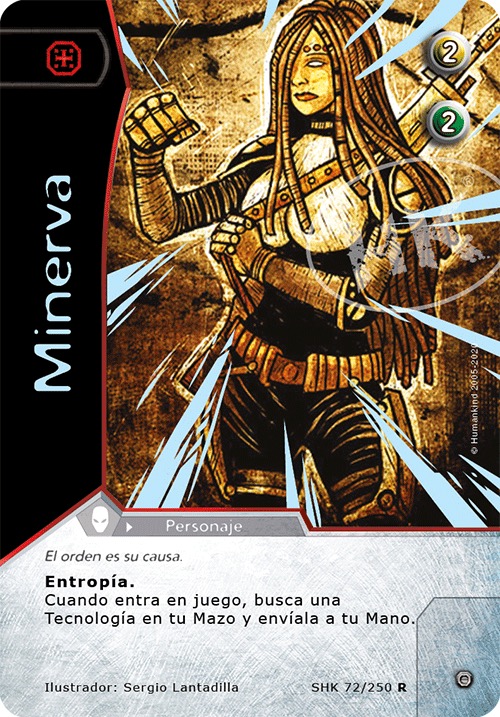 2
2
Minerva
© Humankind 2005-2020
Personaje
El orden es su causa.
Entropía.
Cuando entra en juego, busca una
Tecnología en tu Mazo y envíala a tu Mano.
Ilustrador: Sergio Lantadilla
SHK 72/250 R